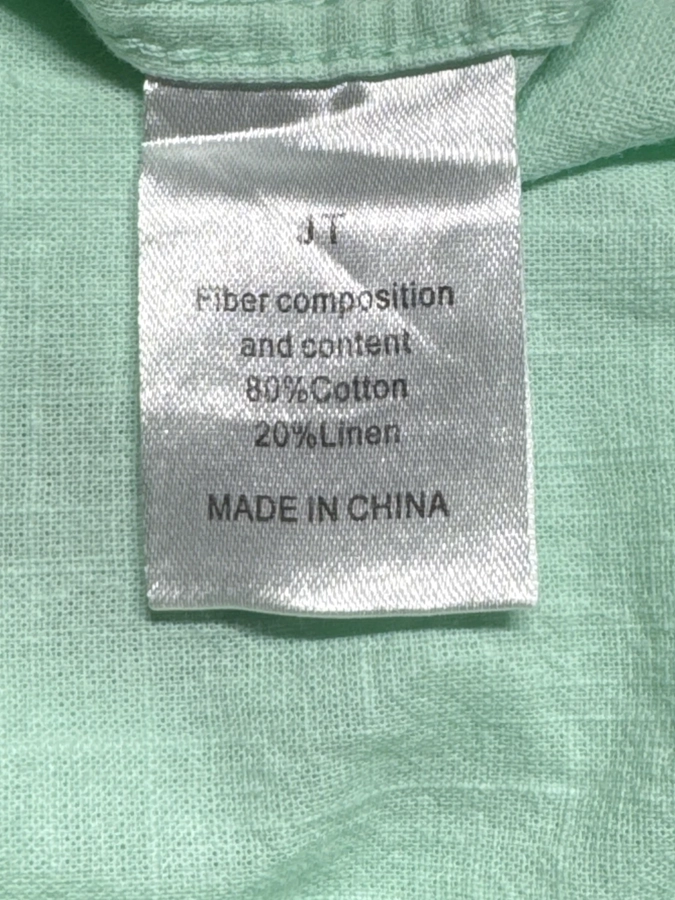 JT
Fiber composition
and content
80%Cotton
20%Linen
MADE IN CHINA